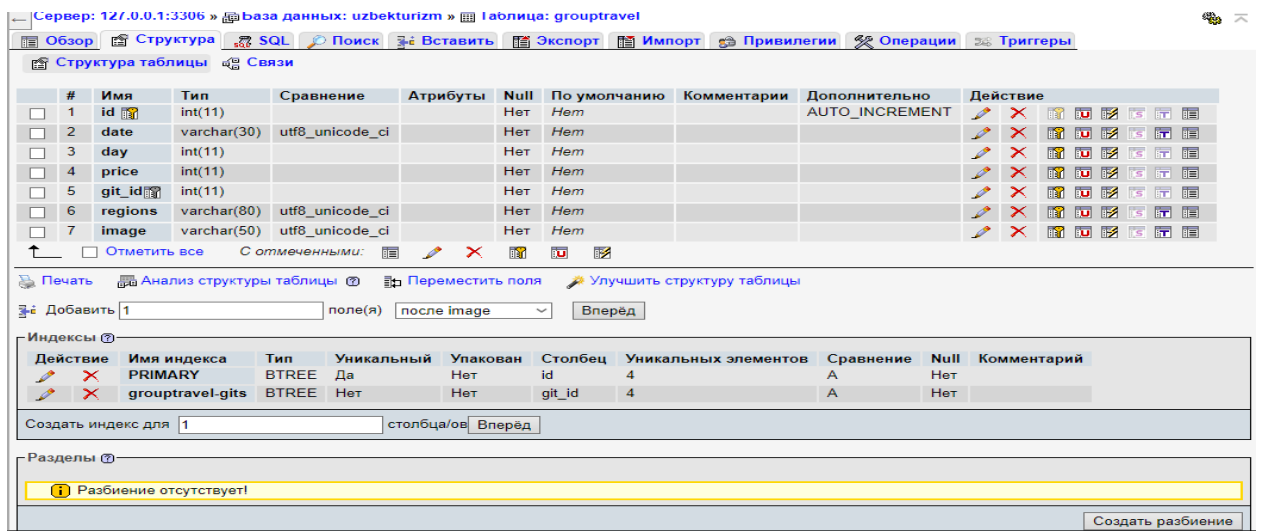 Сервер: 127.0.0.1:3306 » База данных: uzbekturizm » Таблица: grouptravel
Обзор Структура SQL Поиск Вставить Экспорт Импорт Привилегии Операции Триггеры
Структура таблицы Связи
# Имя Тип Сравнение Атрибуты Null По умолчанию Комментарии Дополнительно Действие
1 id int(11) Нет Нет AUTO_INCREMENT
2 date varchar(30) utf8_unicode_ci Нет Нет
3 day int(11) Нет Нет
4 price int(11) Нет Нет
5 git_id int(11) Нет Нет
6 regions varchar(80) utf8_unicode_ci Нет Нет
7 image varchar(50) utf8_unicode_ci Нет Нет
Отметить все С отмеченными:
Печать Анализ структуры таблицы Переместить поля Улучшить структуру таблицы
Добавить 1 поле(я) после image Вперёд
Индексы
Действие Имя индекса Тип Уникальный Упакован Столбец Уникальных элементов Сравнение Null Комментарий
PRIMARY BTREE Да Нет id 4 A Нет
grouptravel-gits BTREE Нет Нет git_id 4 A Нет
Создать индекс для 1 столбца/ов Вперёд
Разделы
Разбиение отсутствует!
Создать разбиение